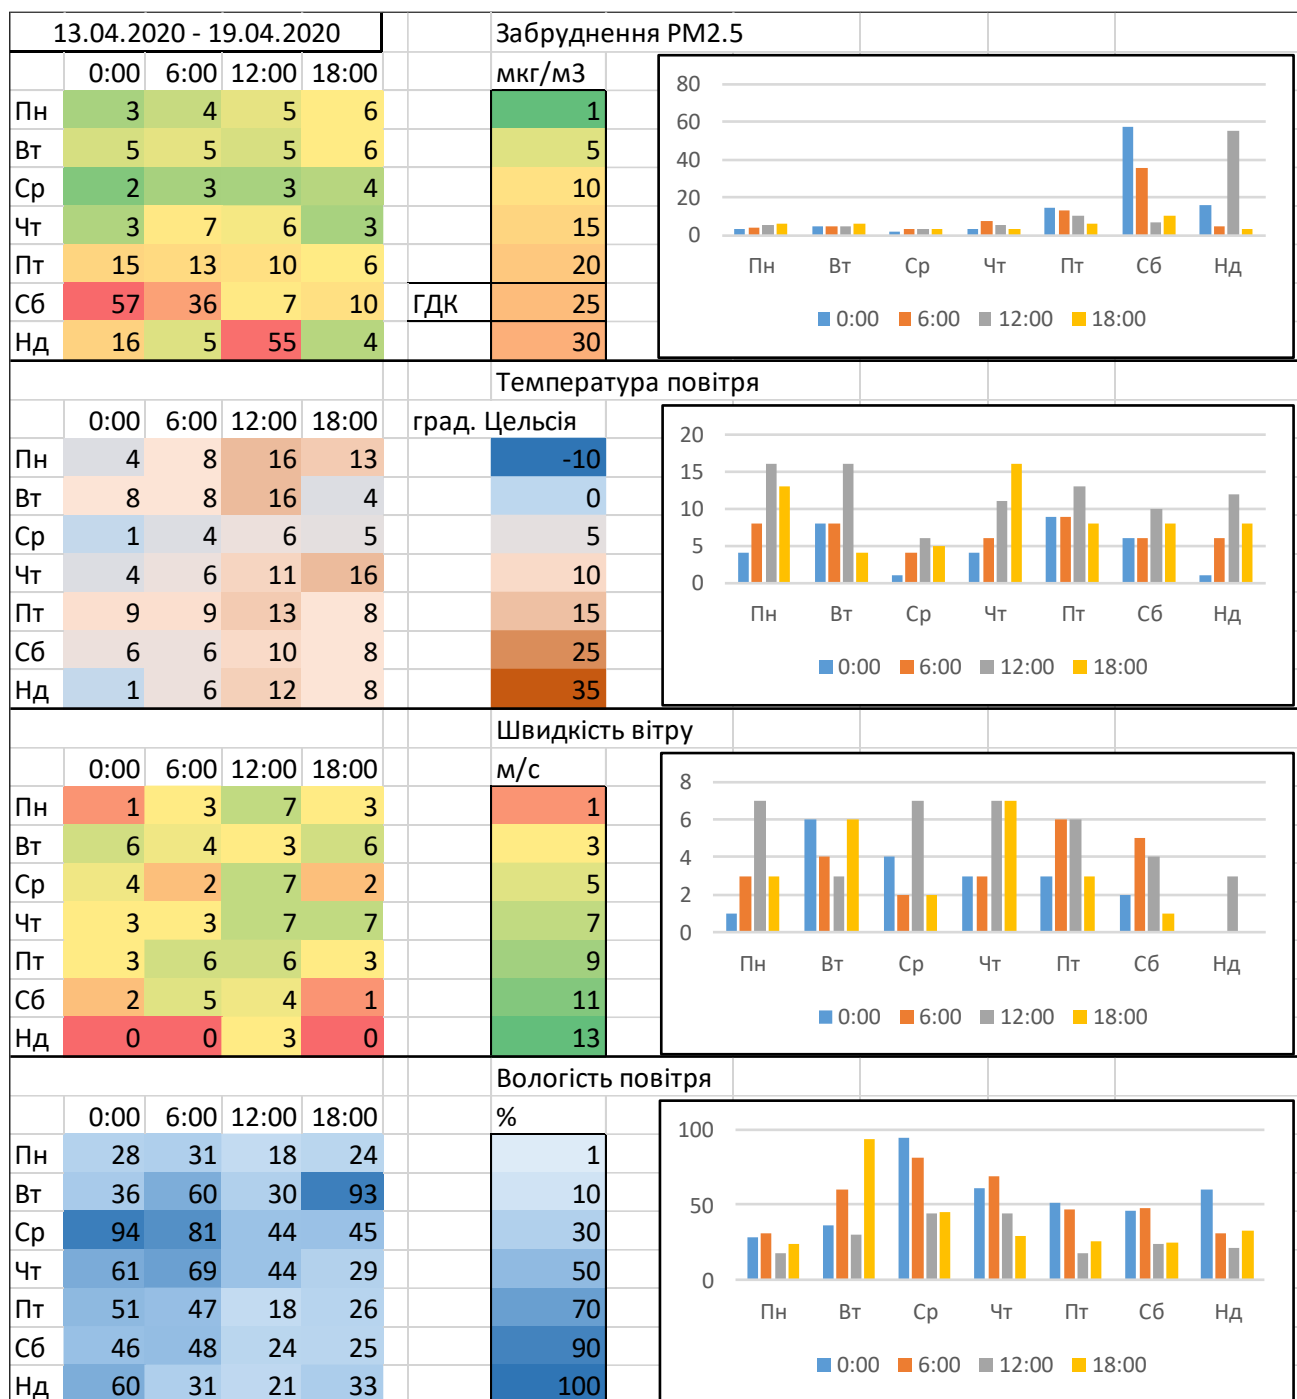 13.04.2020 - 19.04.2020 Забруднення PM2.5
0:00 6:00 12:00 18:00 мкг/м3
Пн 3 4 5 6 1
Вт 5 5 5 6 5
Ср 2 3 3 4 10
Чт 3 7 6 3 15
Пт 15 13 10 6 20
Сб 57 36 7 10 ГДК 25
Нд 16 5 55 4 30
80
60
40
20
0
Пн Вт Ср Чт Пт Сб Нд
0:00 6:00 12:00 18:00
Температура повітря
0:00 6:00 12:00 18:00 град. Цельсія
Пн 4 8 16 13 -10
Вт 8 8 16 4 0
Ср 1 4 6 5 5
Чт 4 6 11 16 10
Пт 9 9 13 8 15
Сб 6 6 10 8 25
Нд 1 6 12 8 35
20
15
10
5
0
Пн Вт Ср Чт Пт Сб Нд
0:00 6:00 12:00 18:00
Швидкість вітру
0:00 6:00 12:00 18:00 м/с
Пн 1 3 7 3 1
Вт 6 4 3 6 3
Ср 4 2 7 2 5
Чт 3 3 7 7 7
Пт 3 6 6 3 9
Сб 2 5 4 1 11
Нд 0 0 3 0 13
8
6
4
2
0
Пн Вт Ср Чт Пт Сб Нд
0:00 6:00 12:00 18:00
Вологість повітря
0:00 6:00 12:00 18:00 %
Пн 28 31 18 24 1
Вт 36 60 30 93 10
Ср 94 81 44 45 30
Чт 61 69 44 29 50
Пт 51 47 18 26 70
Сб 46 48 24 25 90
Нд 60 31 21 33 100
100
50
0
Пн Вт Ср Чт Пт Сб Нд
0:00 6:00 12:00 18:00